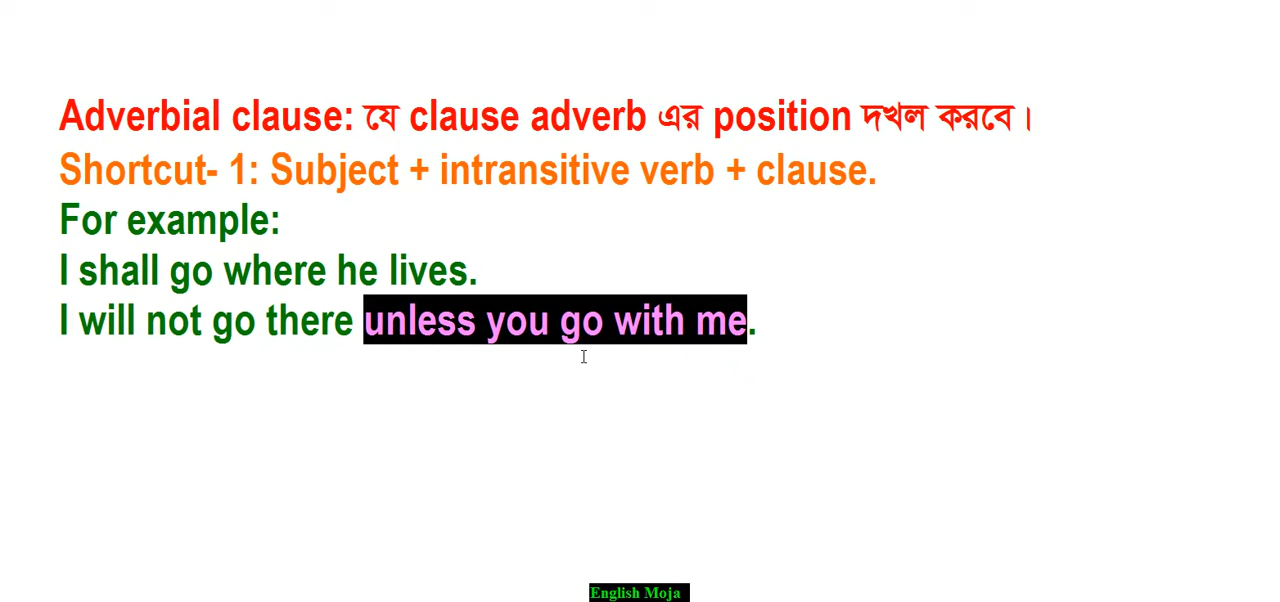 Adverbial clause: যে clause adverb এর position দখল করবে।
Shortcut- 1: Subject + intransitive verb + clause.
For example:
I shall go where he lives.
I will not go there unless you go with me.
English Moja